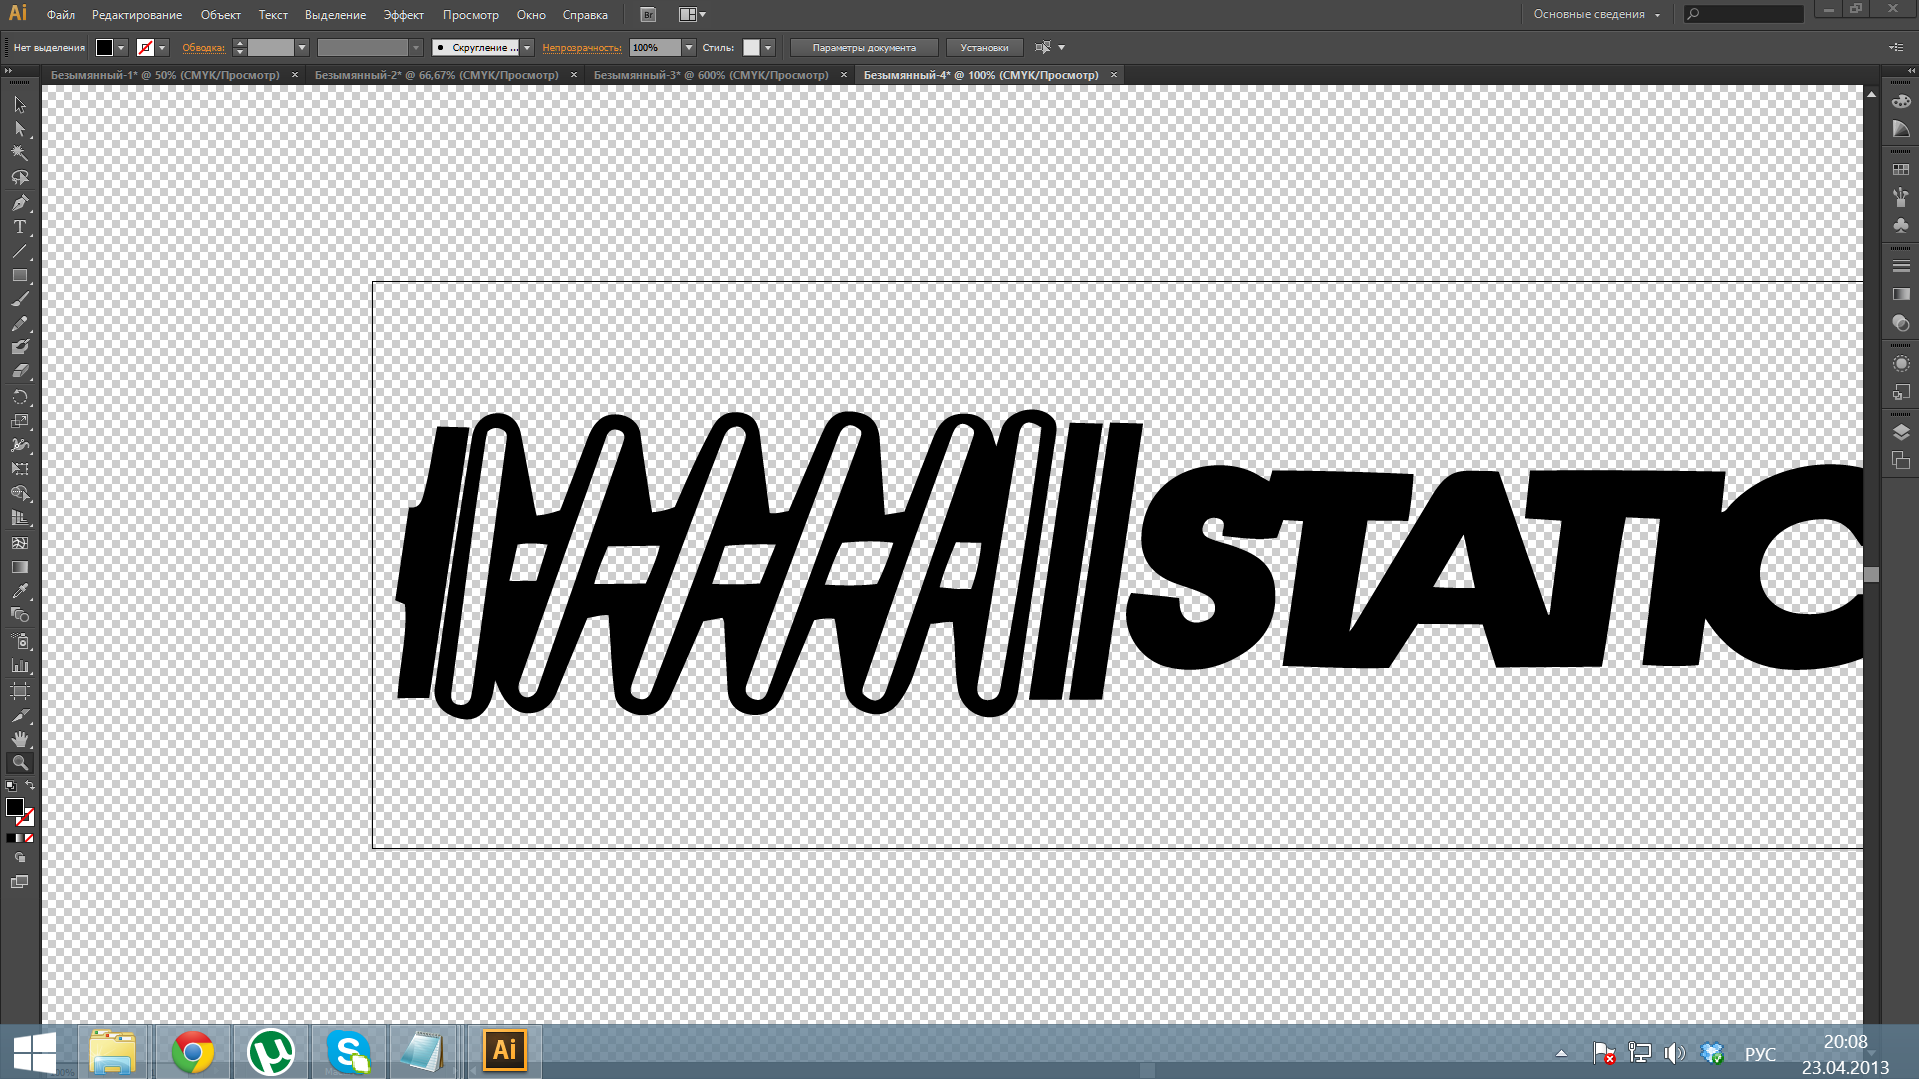 Ai Файл Редактирование Объект Текст Выделение Эффект Просмотр Окно Справка Br Основные сведения
Нет выделения Обводка: Скругление ... Непрозрачность: 100% Стиль: Параметры документа Установки
Безымянный-1* @ 50% (CMYK/Просмотр) × Безымянный-2* @ 66,67% (CMYK/Просмотр) × Безымянный-3* @ 600% (CMYK/Просмотр) × Безымянный-4* @ 100% (CMYK/Просмотр) ×
T
STATIC
S Ai
РУС
20:08
23.04.2013
100%